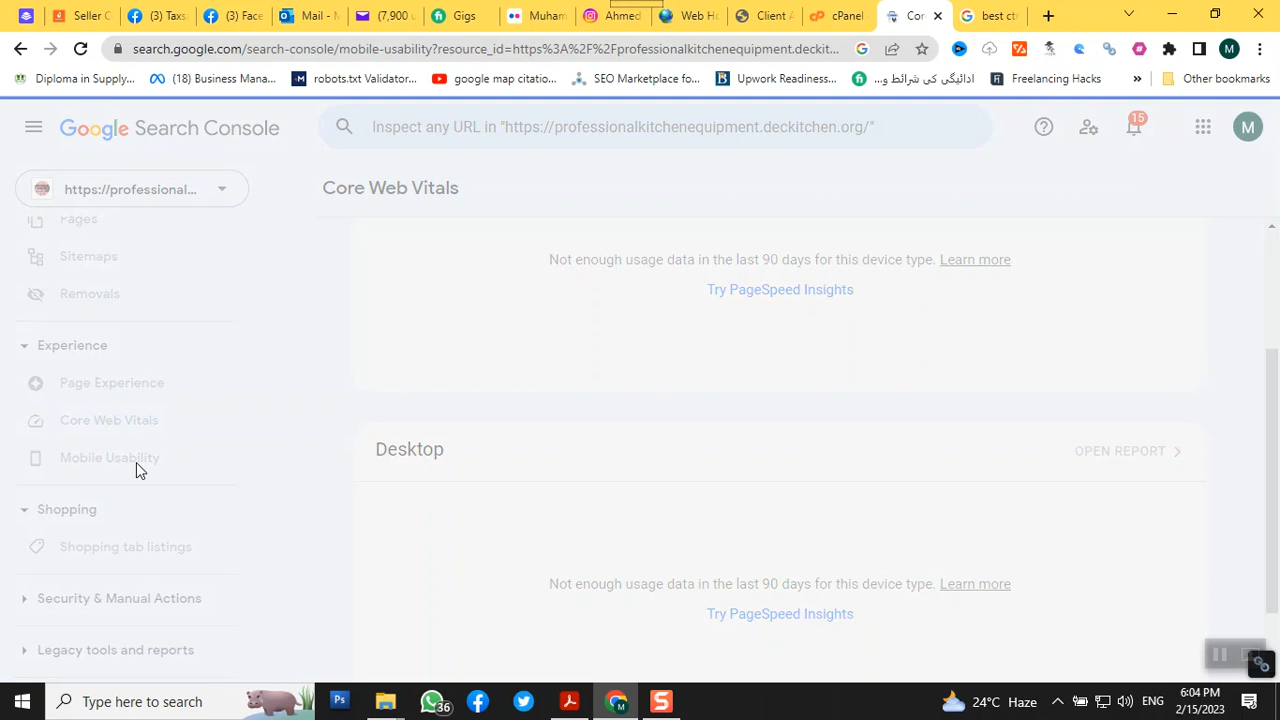 Seller C
(3) Taxs
(3) Face
Mail - M
(7,900 u
Gigs
Muham
Ahmed
Web Ho
Client A
cPanel
Cor
best ctr
search.google.com/search-console/mobile-usability?resource_id=https%3A%2F%2Fprofessionalkitchenequipment.deckit...
M
Diploma in Supply...
(18) Business Mana...
robots.txt Validator...
google map citatio...
SEO Marketplace fo...
Upwork Readiness...
ادائیگی کی شرائط و...
Freelancing Hacks
»
Other bookmarks
Google Search Console
Inspect any URL in "https://professionalkitchenequipment.deckitchen.org/"
15
M
https://professional...
Core Web Vitals
Pages
Sitemaps
Removals
Experience
Page Experience
Core Web Vitals
Mobile Usability
Shopping
Shopping tab listings
Security & Manual Actions
Legacy tools and reports
Not enough usage data in the last 90 days for this device type. Learn more
Try PageSpeed Insights
Desktop
OPEN REPORT
Not enough usage data in the last 90 days for this device type. Learn more
Try PageSpeed Insights
Type here to search
Ps
36
S
24°C Haze
ENG
6:04 PM
2/15/2023